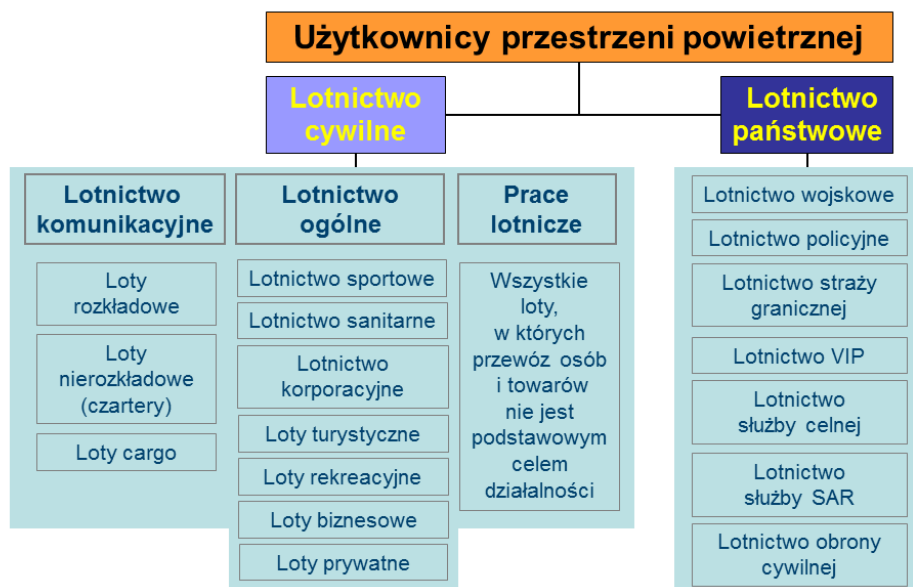 Użytkownicy przestrzeni powietrznej
Lotnictwo
cywilne
Lotnictwo
państwowe
Lotnictwo
komunikacyjne
Loty
rozkładowe
Loty
nierozkładowe
(czartery)
Loty cargo
Lotnictwo
ogólne
Lotnictwo sportowe
Lotnictwo sanitarne
Lotnictwo
korporacyjne
Loty turystyczne
Loty rekreacyjne
Loty biznesowe
Loty prywatne
Prace
lotnicze
Wszystkie
loty,
w których
przewóz osób
i towarów
nie jest
podstawowym
celem
działalności
Lotnictwo wojskowe
Lotnictwo policyjne
Lotnictwo straży
granicznej
Lotnictwo VIP
Lotnictwo
służby celnej
Lotnictwo
służby SAR
Lotnictwo obrony
cywilnej